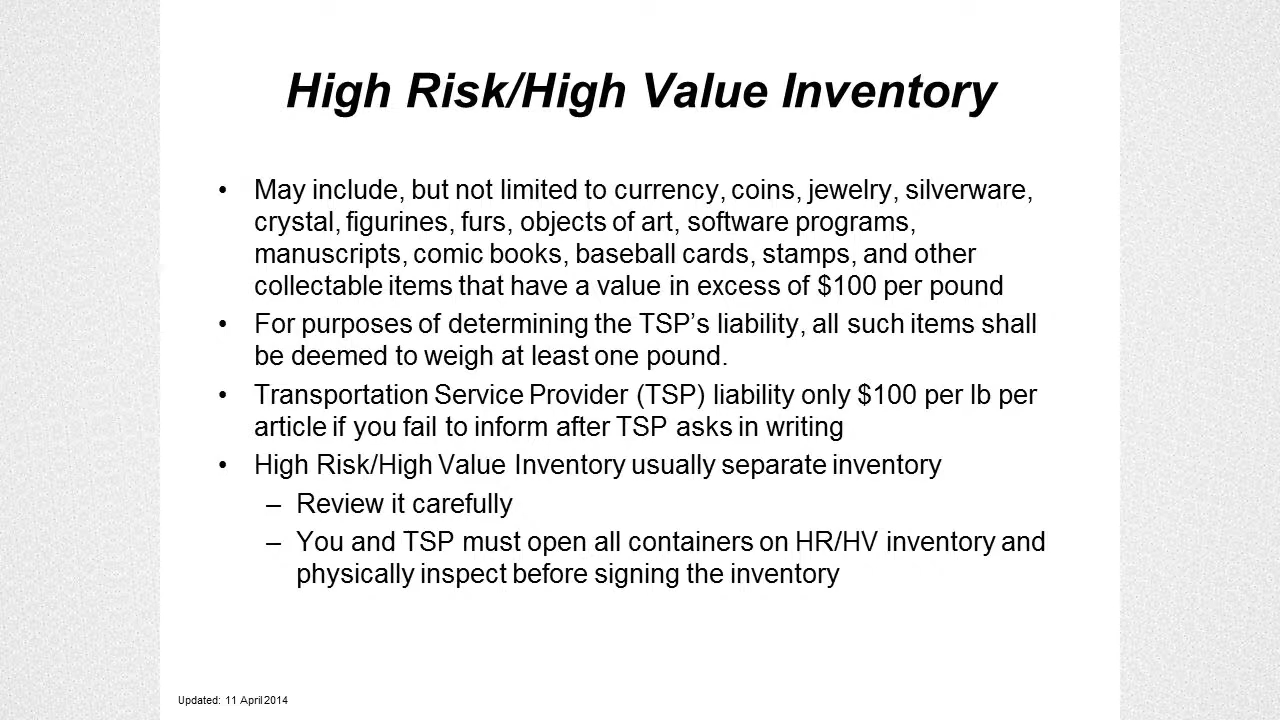 High Risk/High Value Inventory
• May include, but not limited to currency, coins, jewelry, silverware,
crystal, figurines, furs, objects of art, software programs,
manuscripts, comic books, baseball cards, stamps, and other
collectable items that have a value in excess of $100 per pound
• For purposes of determining the TSP’s liability, all such items shall
be deemed to weigh at least one pound.
• Transportation Service Provider (TSP) liability only $100 per lb per
article if you fail to inform after TSP asks in writing
• High Risk/High Value Inventory usually separate inventory
– Review it carefully
– You and TSP must open all containers on HR/HV inventory and
physically inspect before signing the inventory
Updated: 11 April 2014